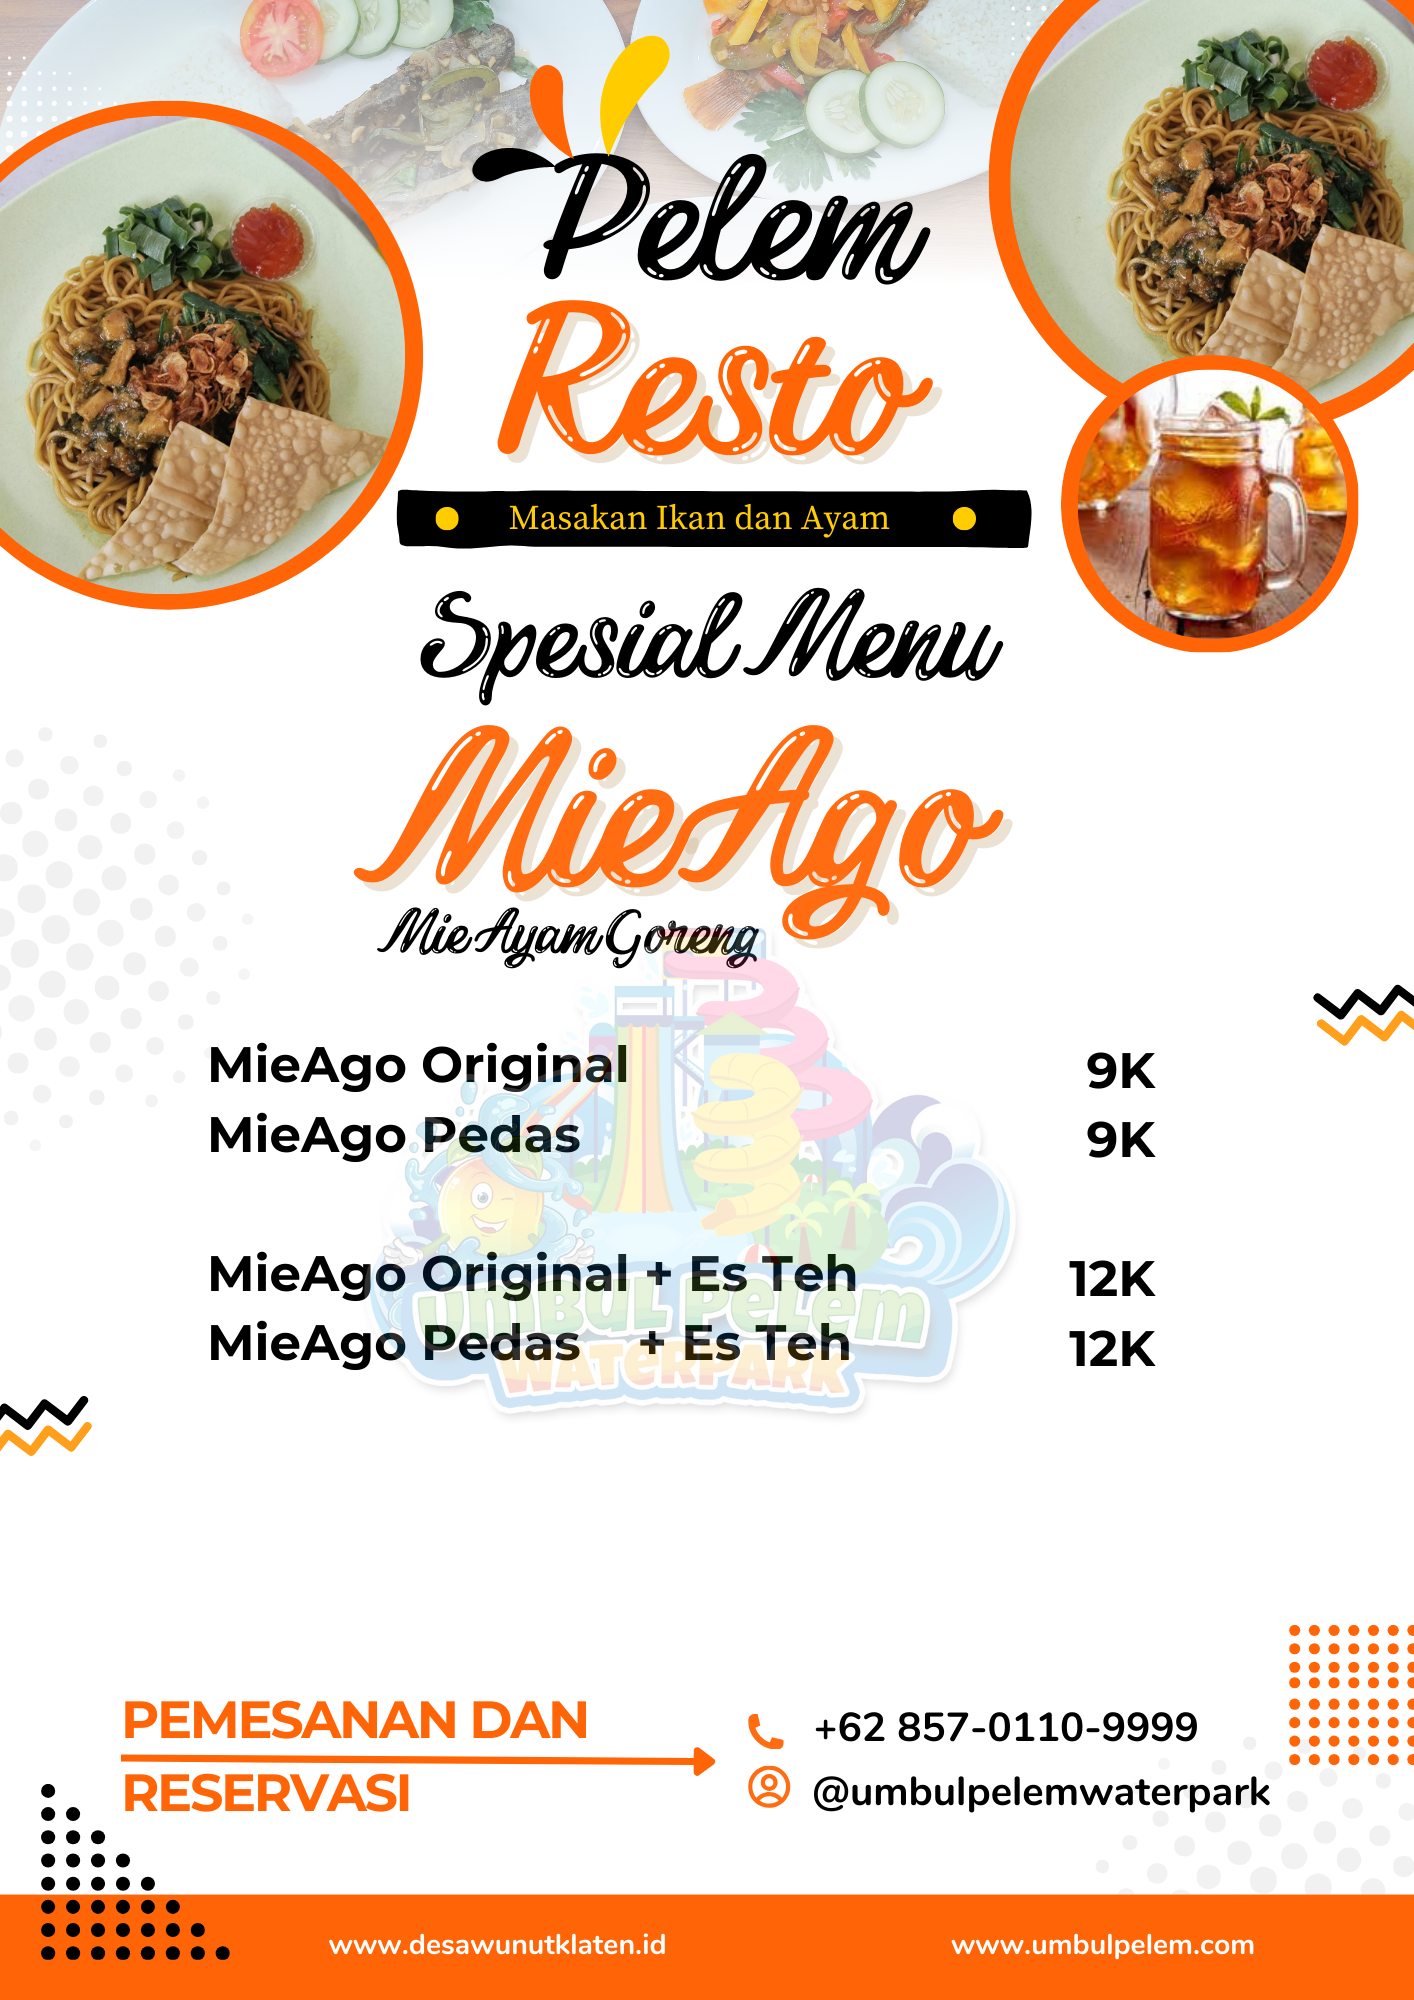 Pelem
Resto
Masakan Ikan dan Ayam
Spesial Menu
MieAgo
Mie Ayam Goreng
MieAgo Original 9K
MieAgo Pedas 9K
MieAgo Original + Es Teh 12K
MieAgo Pedas + Es Teh 12K
UMBUL PeLem
WATERPARK
PEMESANAN DAN
RESERVASI
+62 857-0110-9999
@umbulpelemwaterpark
www.desawunutklaten.id
www.umbulpelem.com